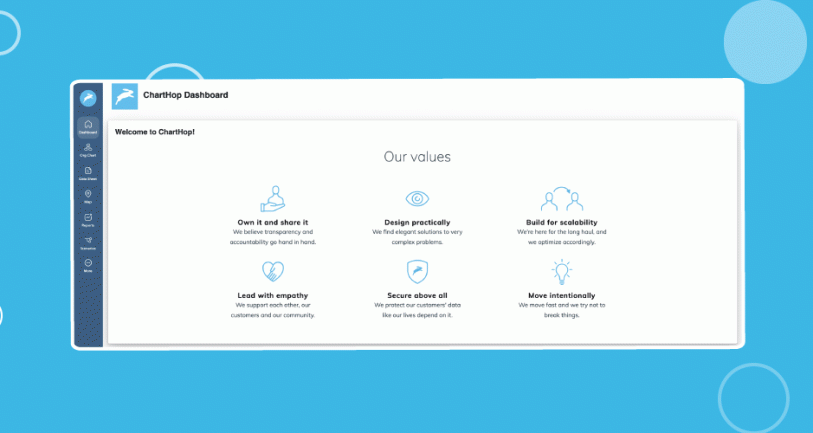 ChartHop Dashboard
Welcome to ChartHop!
Our values
Dashboard
Org Chart
Data Sheet
Map
Reports
Scenarios
More
Own it and share it
We believe transparency and
accountability go hand in hand.
Design practically
We find elegant solutions to very
complex problems.
Build for scalability
We're here for the long haul, and
we optimize accordingly.
Lead with empathy
We support each other, our
customers and our community.
Secure above all
We protect our customers' data
like our lives depend on it.
Move intentionally
We move fast and we try not to
break things.